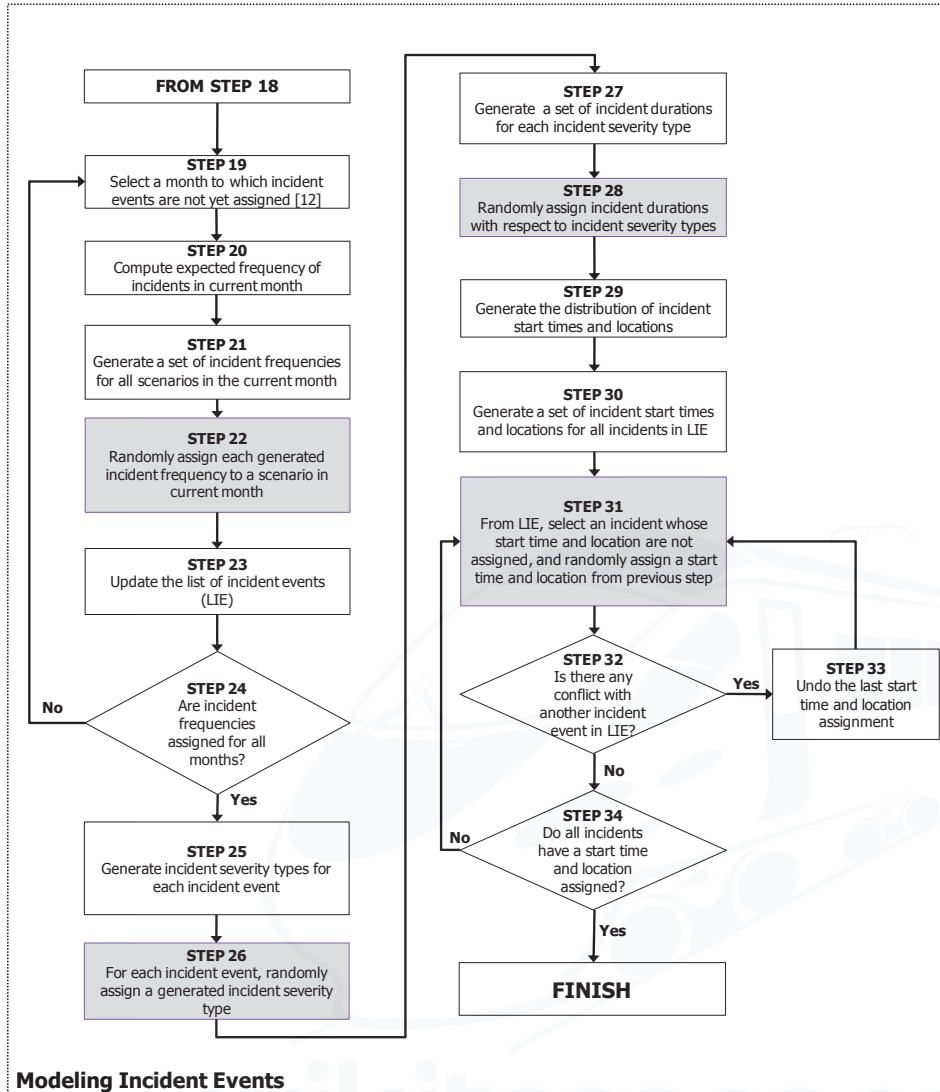 FROM STEP 18
STEP 19
Select a month to which incident
events are not yet assigned [12]
STEP 20
Compute expected frequency of
incidents in current month
STEP 21
Generate a set of incident frequencies
for all scenarios in the current month
STEP 22
Randomly assign each generated
incident frequency to a scenario in
current month
STEP 23
Update the list of incident events
(LIE)
STEP 24
Are incident
frequencies
assigned for all
months?
No
Yes
STEP 25
Generate incident severity types for
each incident event
STEP 26
For each incident event, randomly
assign a generated incident severity
type
STEP 27
Generate a set of incident durations
for each incident severity type
STEP 28
Randomly assign incident durations
with respect to incident severity types
STEP 29
Generate the distribution of incident
start times and locations
STEP 30
Generate a set of incident start times
and locations for all incidents in LIE
STEP 31
From LIE, select an incident whose
start time and location are not
assigned, and randomly assign a start
time and location from previous step
STEP 32
Is there any
conflict with
another incident
event in LIE?
Yes
STEP 33
Undo the last start
time and location
assignment
No
STEP 34
Do all incidents
have a start time
and location
assigned?
No
Yes
FINISH
Modeling Incident Events